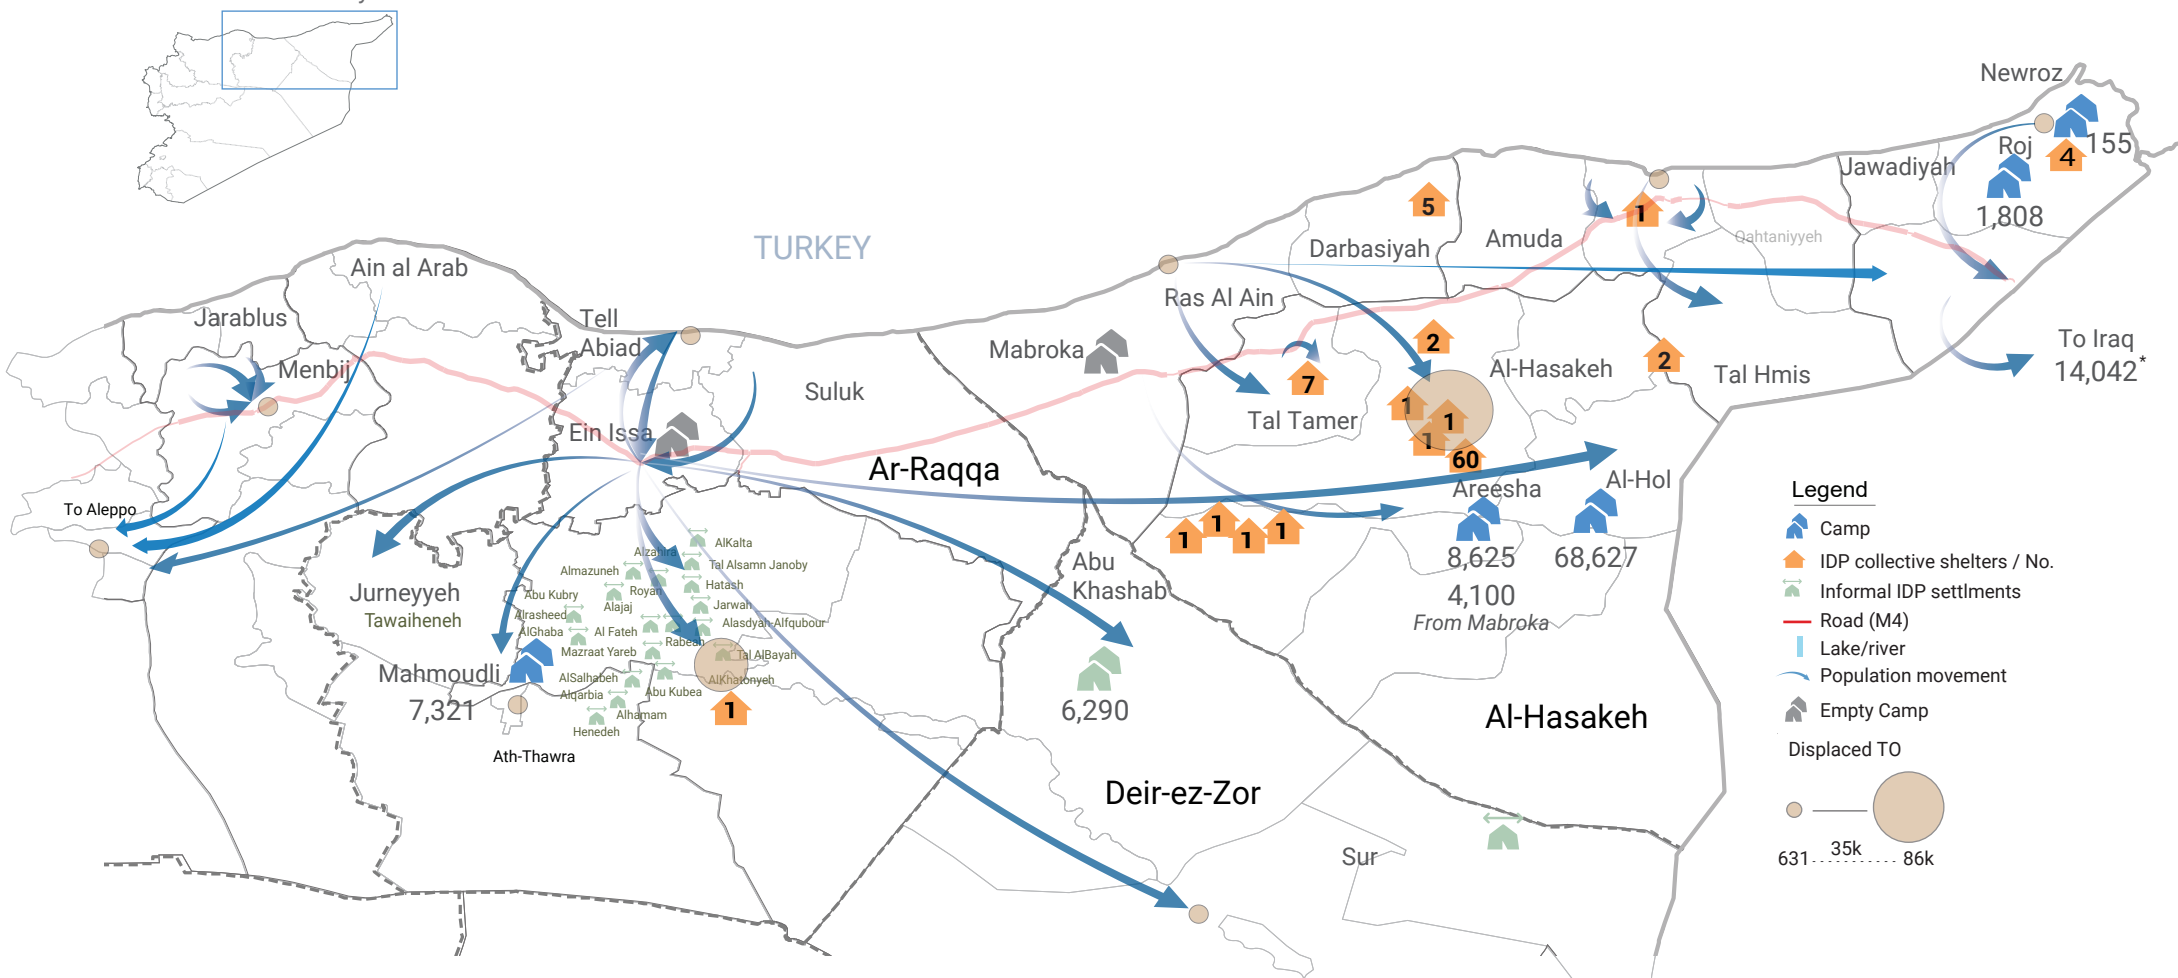 Newroz
155
4
Roj
1,808
Jawadiyah
5
1
Qahtaniyyeh
Amuda
Darbasiyah
TURKEY
Ain al Arab
Jarablus
Menbij
Tell
Abiad
Suluk
Ein Issa
Ras Al Ain
Mabroka
2
7
Tal Tamer
Al-Hasakeh
2
Tal Hmis
To Iraq
14,042*
1
1
1
60
Ar-Raqqa
Areesha
8,625
4,100
From Mabroka
Al-Hol
68,627
1
1
1
1
Abu
Khashab
6,290
To Aleppo
Jurneyyeh
Tawaiheneh
Mahmoudli
7,321
Ath-Thawra
AlKalta
Alzahira
Tal Alsamn Janoby
Almazuneh
Hatash
Royan
Abu Kubry
Alajaj
Jarwah
Alrasheed
Alasdyah-Alfqubour
AlGhaba
Al Fateh
Rabeah
Mazraat Yareb
Tal AlBayah
AlSalhabeh
AlKhatonyeh
Alqarbia
Abu Kubea
Alhamam
Henedeh
1
Deir-ez-Zor
Al-Hasakeh
Sur
Legend
Camp
IDP collective shelters / No.
Informal IDP settlments
Road (M4)
Lake/river
Population movement
Empty Camp
Displaced TO
631
35k
86k